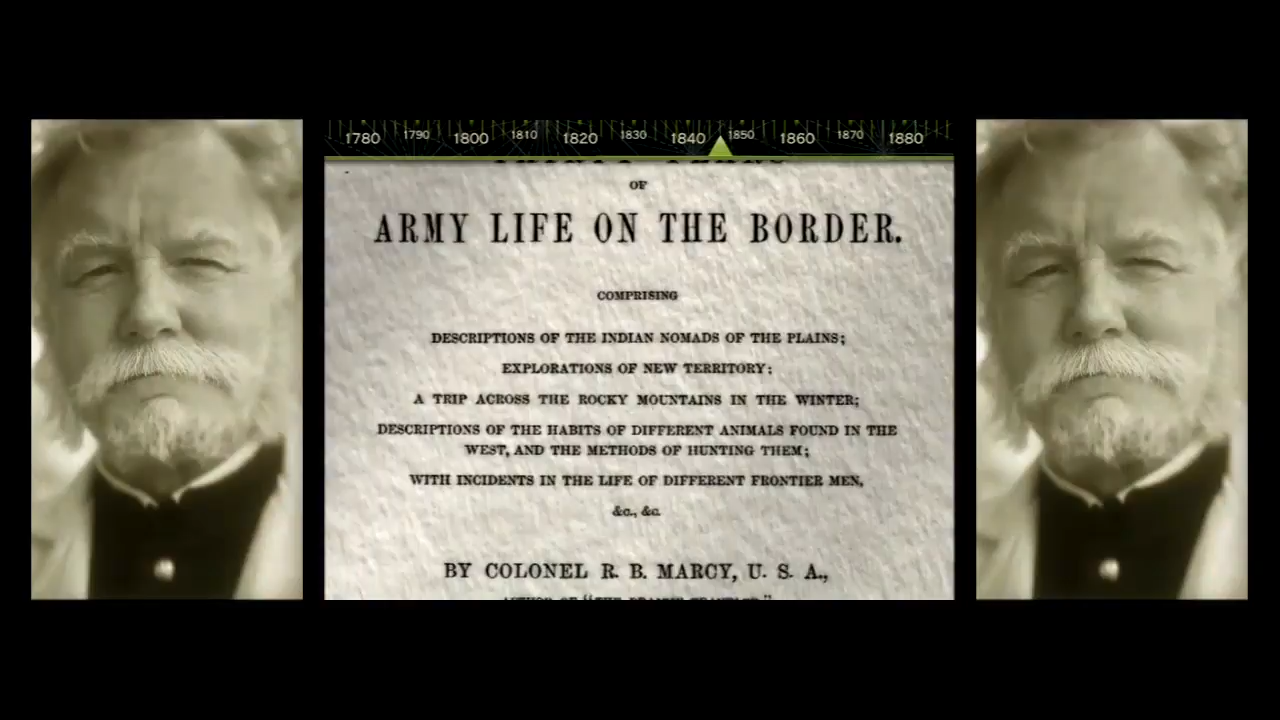 1780 1790 1800 1810 1820 1830 1840 1850 1860 1870 1880
OF
ARMY LIFE ON THE BORDER.
COMPRISING
DESCRIPTIONS OF THE INDIAN NOMADS OF THE PLAINS;
EXPLORATIONS OF NEW TERRITORY;
A TRIP ACROSS THE ROCKY MOUNTAINS IN THE WINTER;
DESCRIPTIONS OF THE HABITS OF DIFFERENT ANIMALS FOUND IN THE
WEST, AND THE METHODS OF HUNTING THEM;
WITH INCIDENTS IN THE LIFE OF DIFFERENT FRONTIER MEN,
&c., &c.
BY COLONEL R. B. MARCY, U. S. A.,